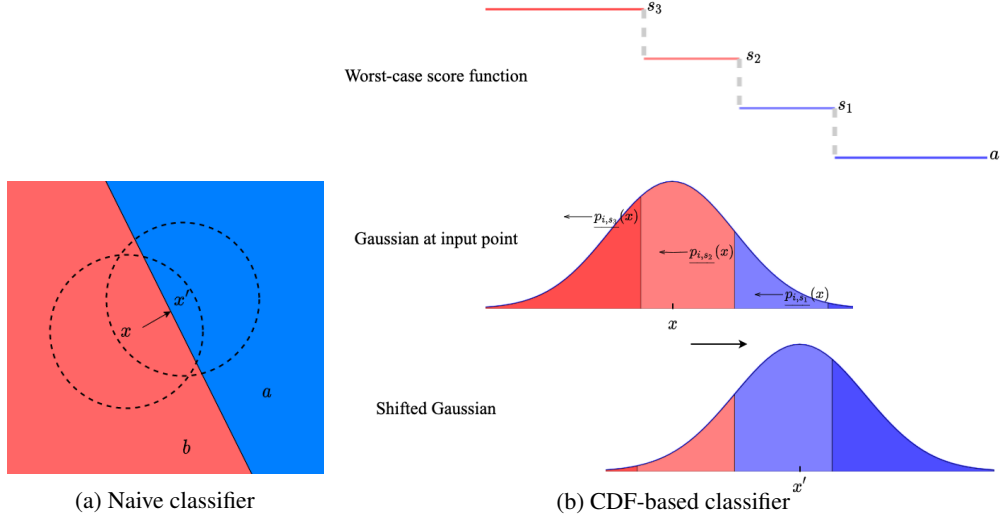 s₃
s₂
Worst-case score function
s₁
a
p_{i,s₃}(x)
Gaussian at input point
p_{i,s₂}(x)
p_{i,s₁}(x)
x
x′
x
a
b
Shifted Gaussian
x′
(a) Naive classifier
(b) CDF-based classifier